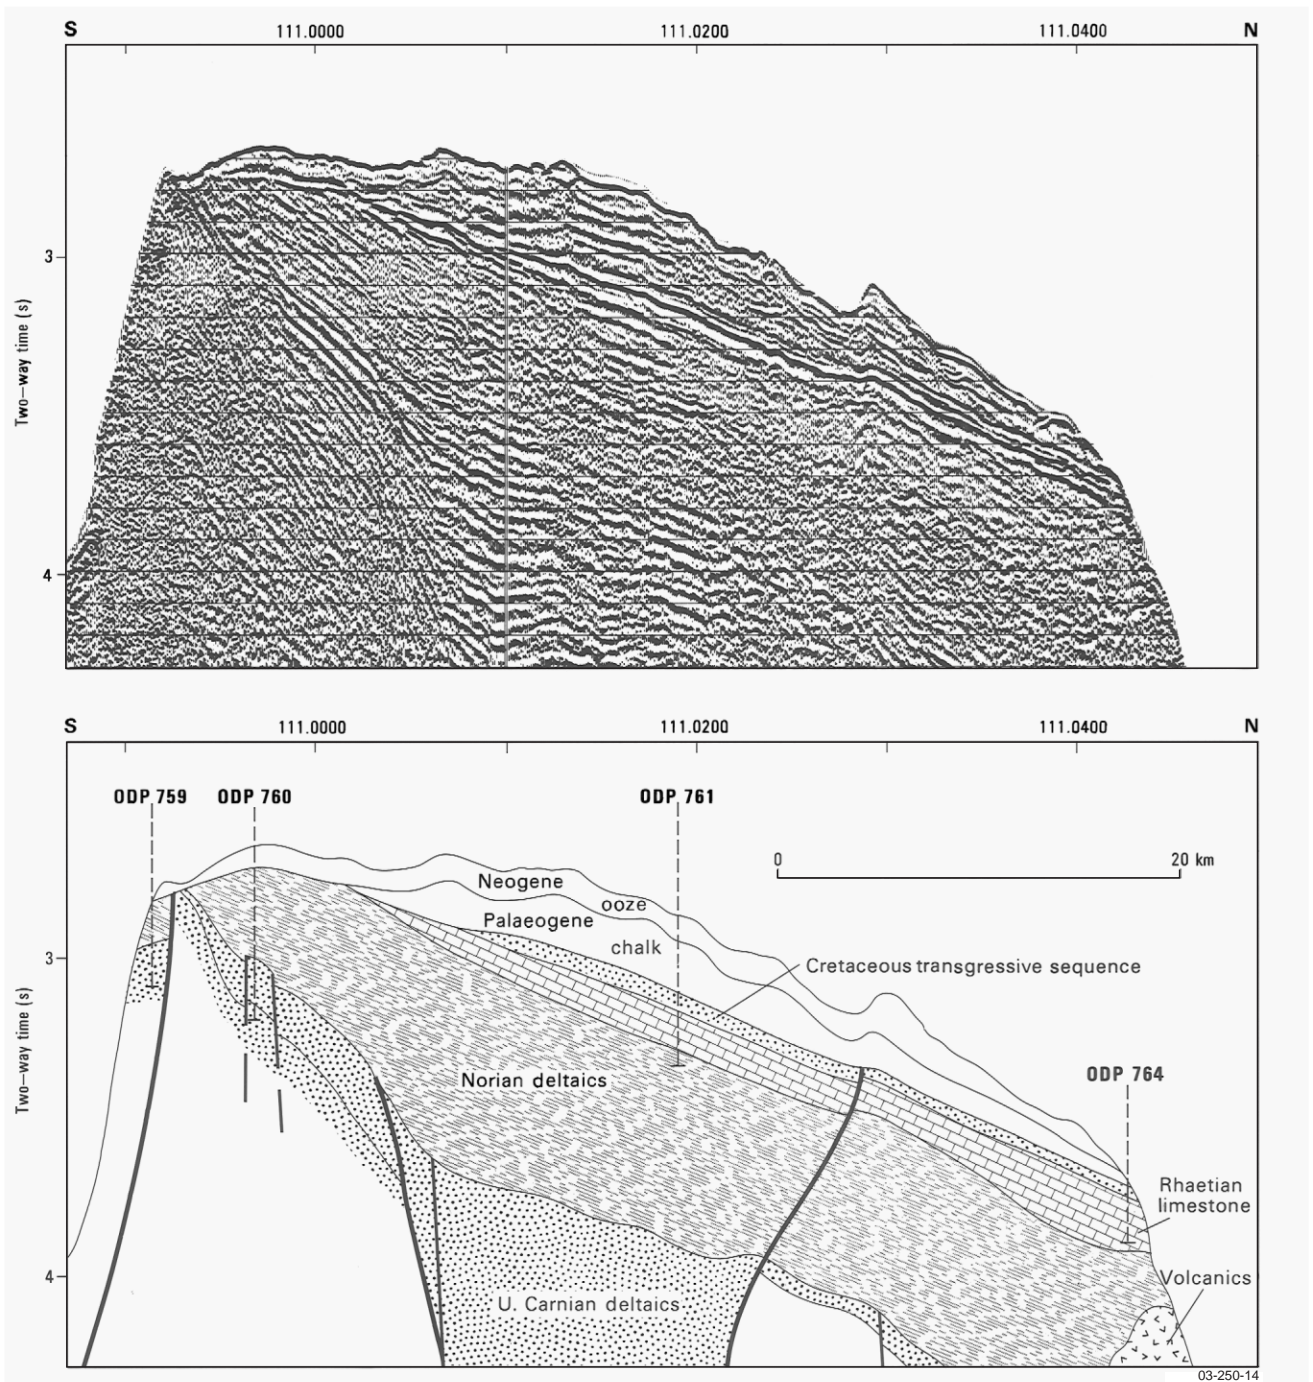 S 111.0000 111.0200 111.0400 N
3
Two—way time (s)
4
S 111.0000 111.0200 111.0400 N
ODP 759 ODP 760 ODP 761
0 20 km
Neogene
ooze
Palaeogene
chalk
3
Cretaceous transgressive sequence
Two—way time (s)
ODP 764
Norian deltaics
Rhaetian
limestone
4
Volcanics
U. Carnian deltaics
03-250-14